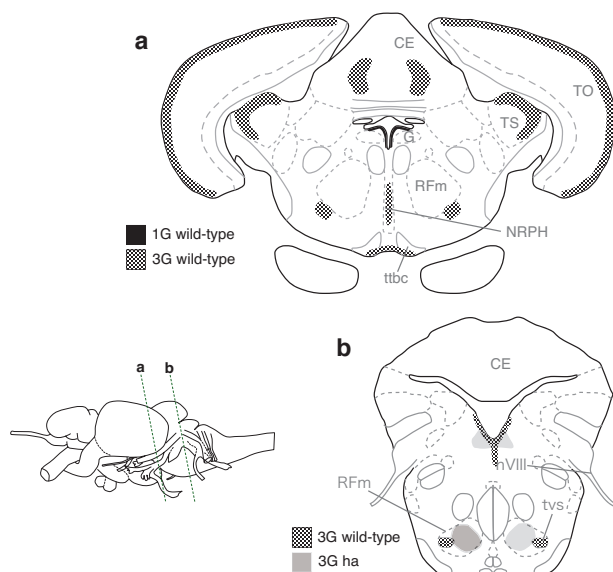 a
CE
TO
TS
G
RFm
NRPH
ttbc
1G wild-type
3G wild-type
a b
b
CE
nVIII
RFm
tvs
3G wild-type
3G ha